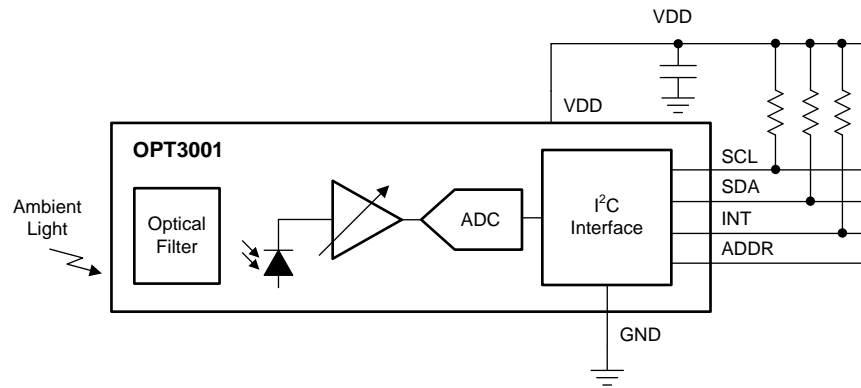 VDD
VDD
OPT3001
Ambient
Light
Optical
Filter
ADC
I²C
Interface
SCL
SDA
INT
ADDR
GND